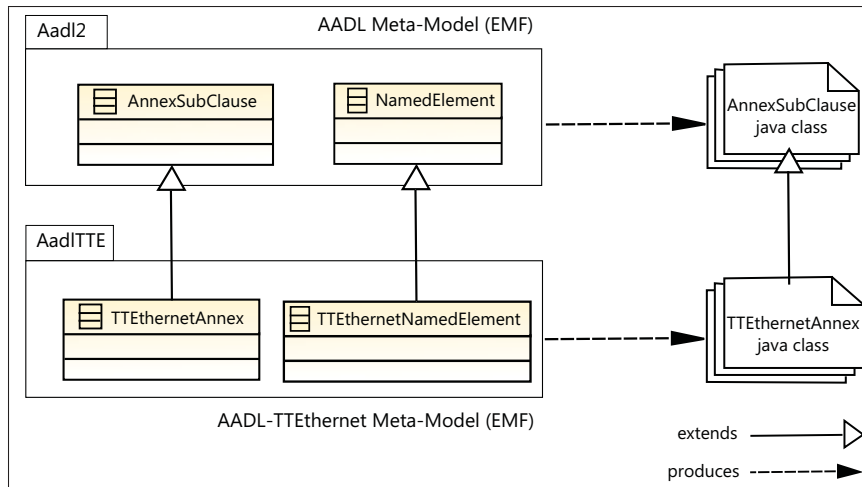 Aadl2
AADL Meta-Model (EMF)
AnnexSubClause
NamedElement
AnnexSubClause
java class
AadlTTE
TTEthernetAnnex
TTEthernetNamedElement
TTEthernetAnnex
java class
AADL-TTEthernet Meta-Model (EMF)
extends
produces